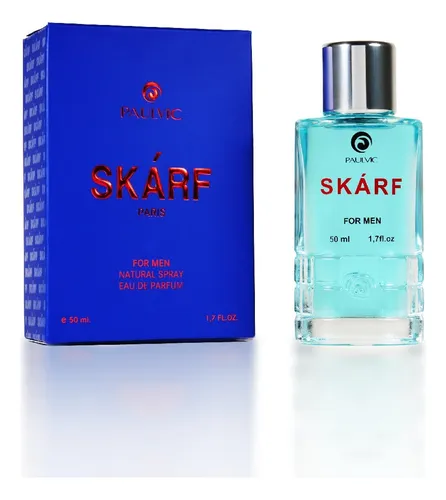 PAULVIC
SKÁRF
PARIS
FOR MEN
NATURAL SPRAY
EAU DE PARFUM
e 50 ml.
1.7 FL.OZ.
PAULVIC
SKÁRF
FOR MEN
50 ml 1,7fl.oz